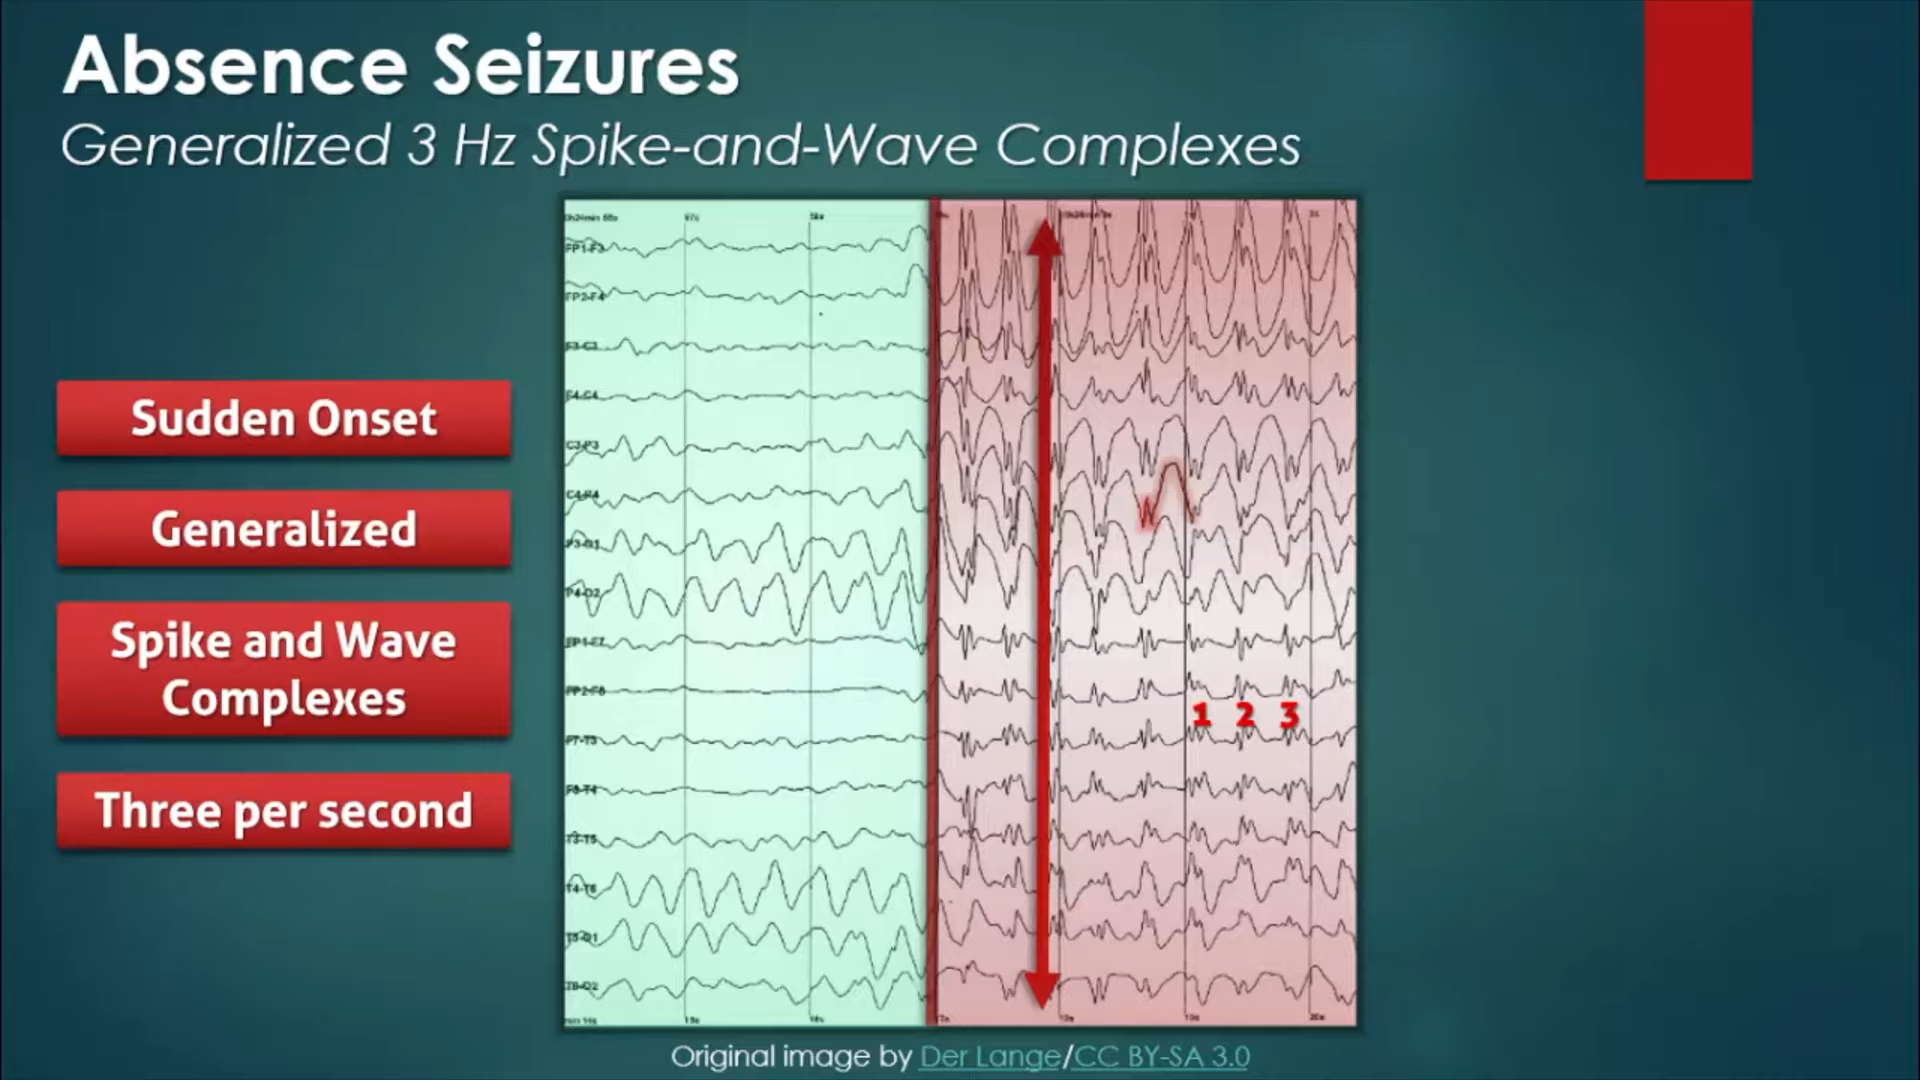 Absence Seizures
Generalized 3 Hz Spike-and-Wave Complexes
Sudden Onset
Generalized
Spike and Wave
Complexes
Three per second
FP1-F3
FP2-F4
F3-C3
F4-C4
C3-P3
C4-P4
P3-O1
P4-O2
FP1-F7
FP2-F8
F7-T3
F8-T4
T3-T5
T4-T6
T5-O1
1 2 3
Original image by Der Lange/CC BY-SA 3.0